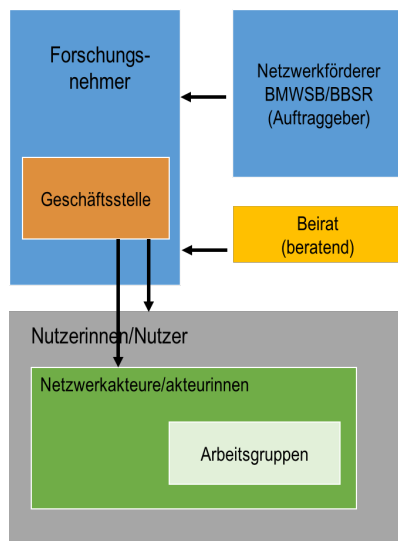 Forschungs-
nehmer
Netzwerkförderer
BMWSB/BBSR
(Auftraggeber)
Geschäftsstelle
Beirat
(beratend)
Nutzerinnen/Nutzer
Netzwerkakteure/akteurinnen
Arbeitsgruppen